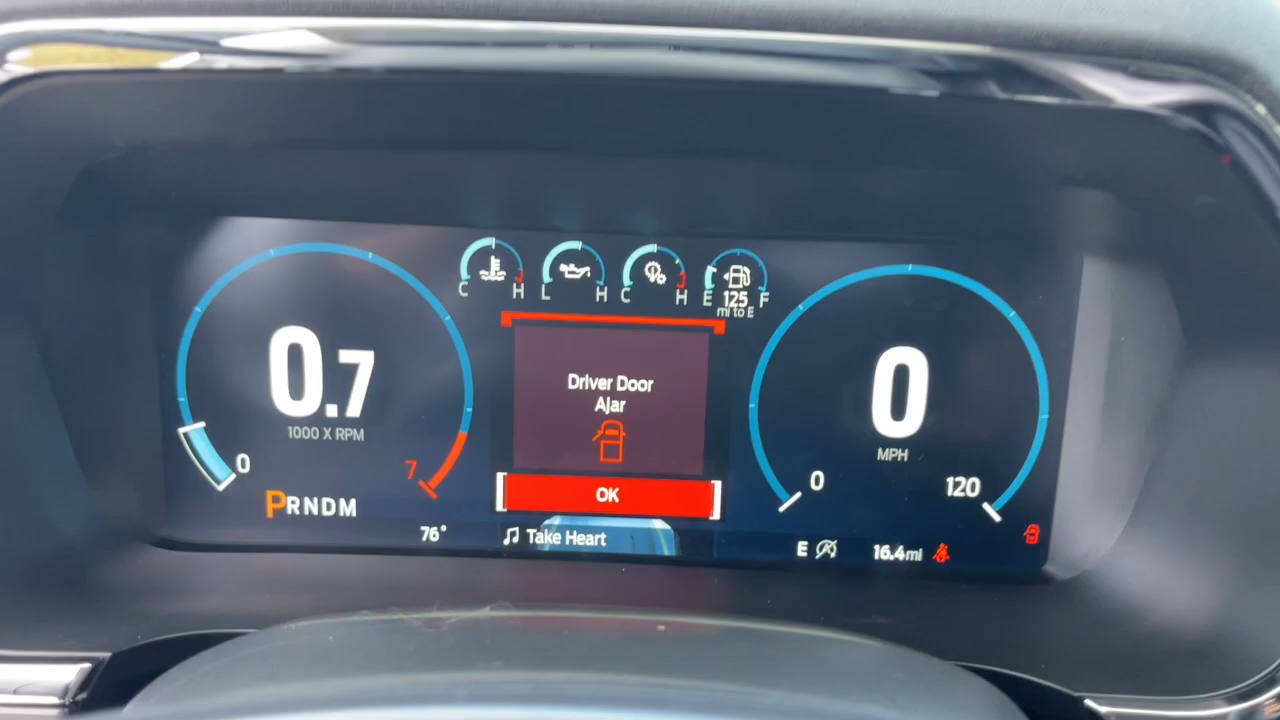 C H
L H
C H
E 125 F
mi to E
0.7
1000 X RPM
0
7
PRNDM
76°
Driver Door
Ajar
OK
Take Heart
0
MPH
0
120
E
16.4mi